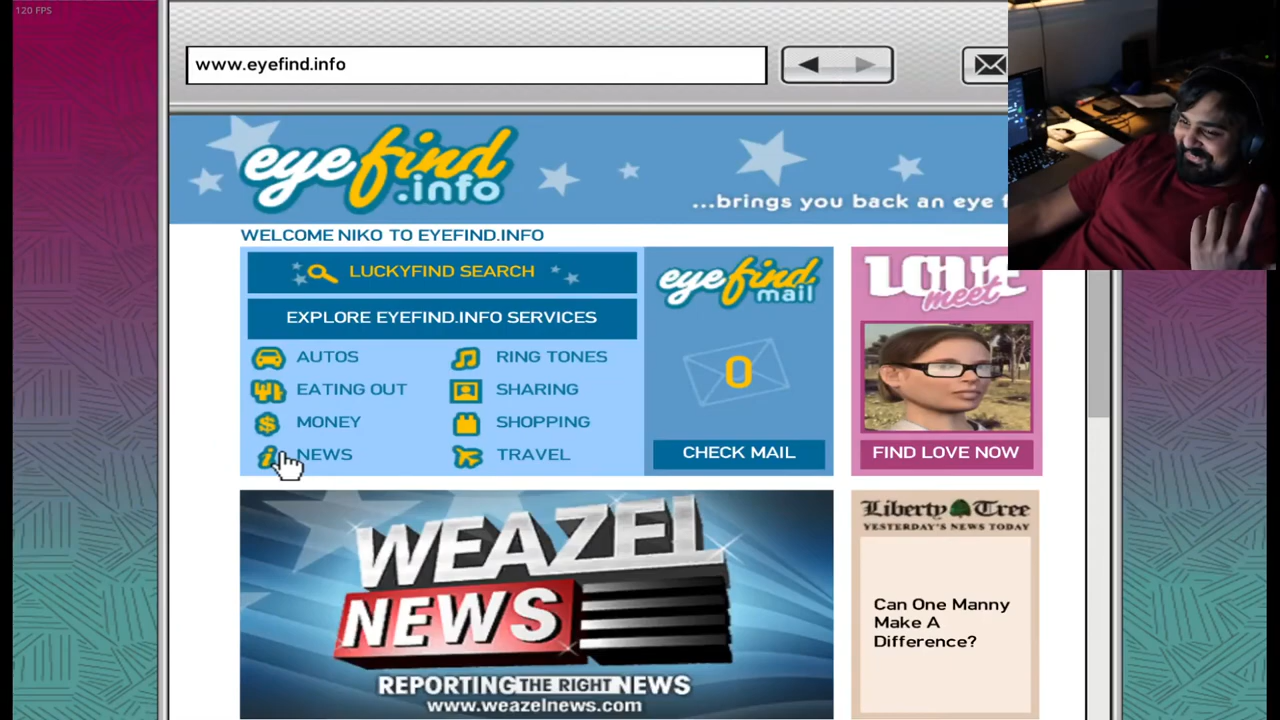 120 FPS
www.eyefind.info
eyefind
.info
...brings you back an eye f
WELCOME NIKO TO EYEFIND.INFO
LUCKYFIND SEARCH
EXPLORE EYEFIND.INFO SERVICES
AUTOS
RING TONES
EATING OUT
SHARING
MONEY
SHOPPING
NEWS
TRAVEL
eyefind
mail
0
CHECK MAIL
LOVE
meet
FIND LOVE NOW
WEAZEL
NEWS
REPORTING THE RIGHT NEWS
www.weazelnews.com
Liberty Tree
YESTERDAY'S NEWS TODAY
Can One Manny
Make A
Difference?